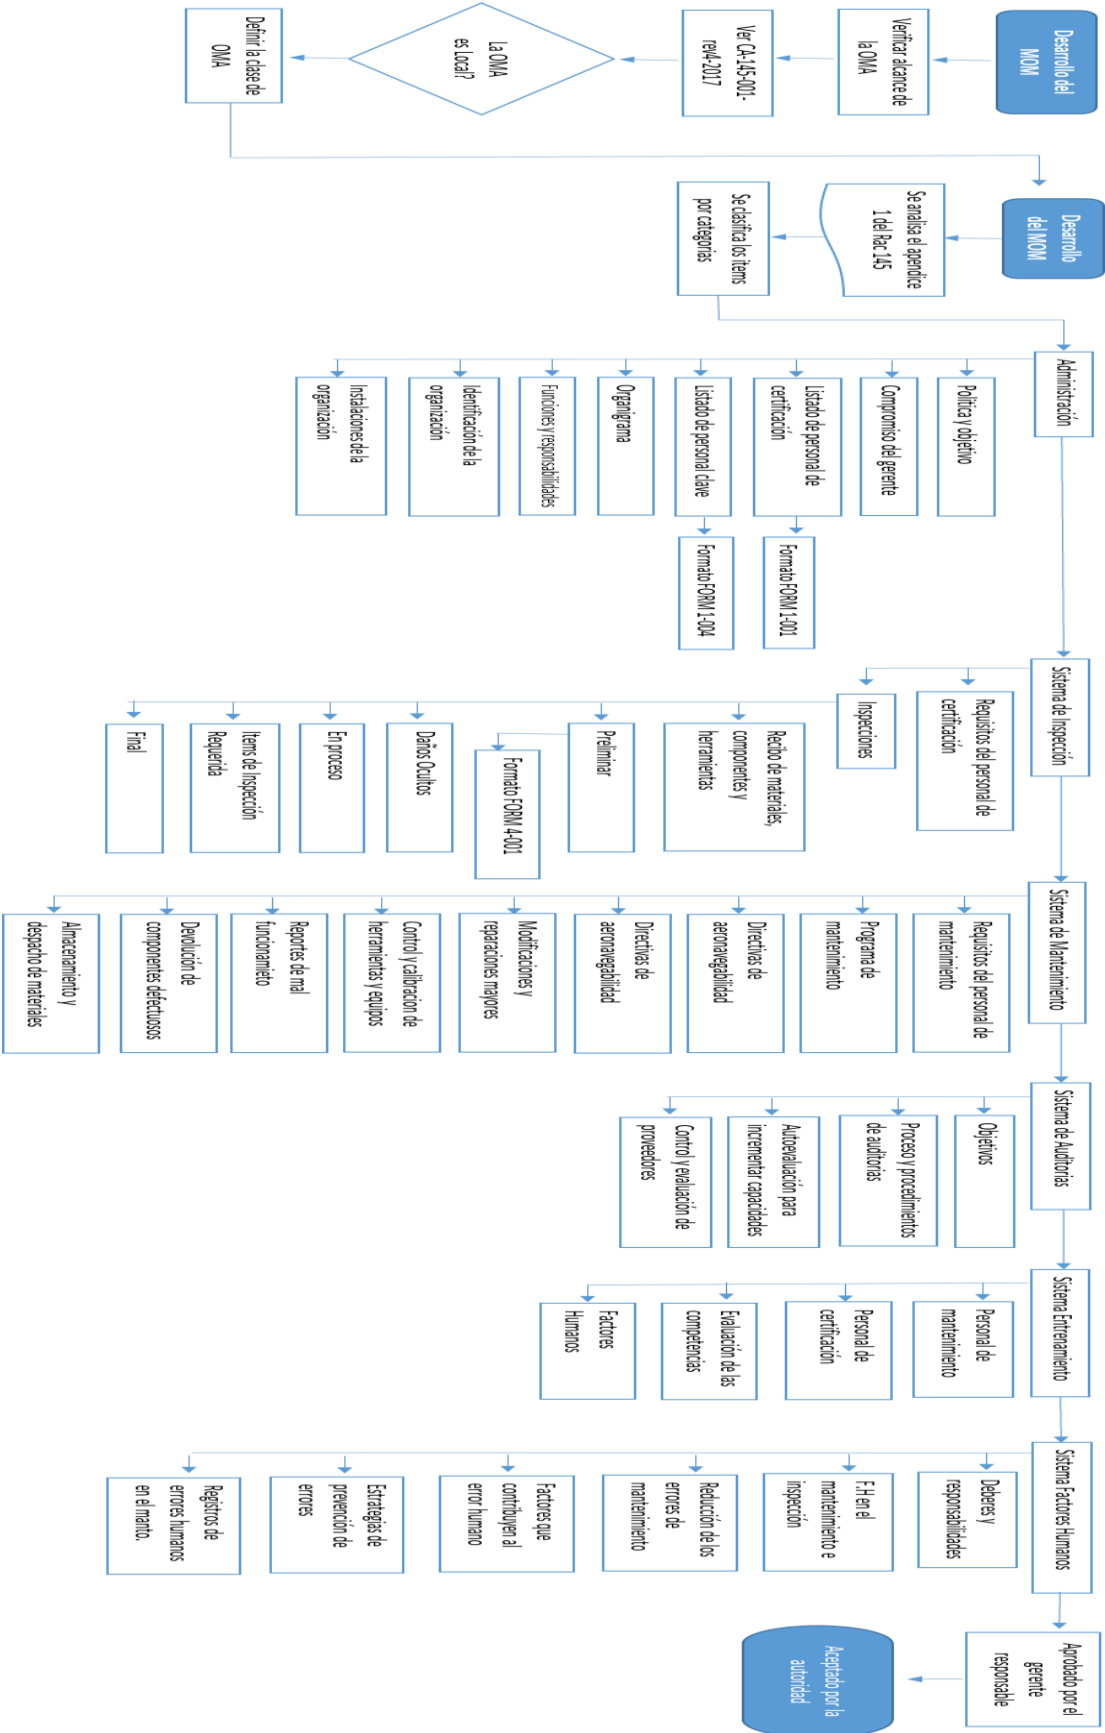 Desarrollo del
MOM
Verificar alcance de
la OMA
Ver CA-145-001-
rev4-2017
La OMA
es Local?
Definir la clase de
OMA
Desarrollo
del MOM
Se analisa el apendice
1 del Rac 145
Se clasifica los items
por categorias
Administración
Politica y objetivo
Compromiso del gerente
Listado de personal de
certificación
Formato FORM 1-001
Listado de personal clave
Formato FORM 1-004
Organigrama
Funciones y responsabilidades
Identificación de la
organización
Instalaciones de la
organización
Sistema de Inspección
Requisitos del personal de
certificación
Inspecciones
Recibo de materiales,
componentes y
herramientas
Preliminar
Formato FORM 4-001
Daños Ocultos
En proceso
Items de Inspección
Requerida
Final
Sistema de Mantenimiento
Requisitos del personal de
mantenimiento
Programa de
mantenimiento
Directivas de
aeronavegabilidad
Directivas de
aeronavegabilidad
Modificaciones y
reparaciones mayores
Control y calibracion de
herramientas y equipos
Reportes de mal
funcionamieto
Devolución de
componentes defectuosos
Almacenamiento y
despacho de materiales
Sistema de Auditorias
Objetivos
Proceso y procedimientos
de auditorias
Autoevaluación para
incrementar capacidades
Control y evaluación de
proveedores
Sistema Entrenamiento
Personal de
mantenimiento
Personal de
certificación
Evaluación de las
competencias
Factores
Humanos
Sistema Factores Humanos
Deberes y
responsabilidades
F.H en el
mantenimiento e
inspección
Reducción de los
errores de
mantenimiento
Factores que
contribuyen al
error humano
Estrategias de
prevención de
errores
Registros de
errores humanos
en el manto.
Aprobado por el
gerente
responsable
Aceptado por la
autoridad